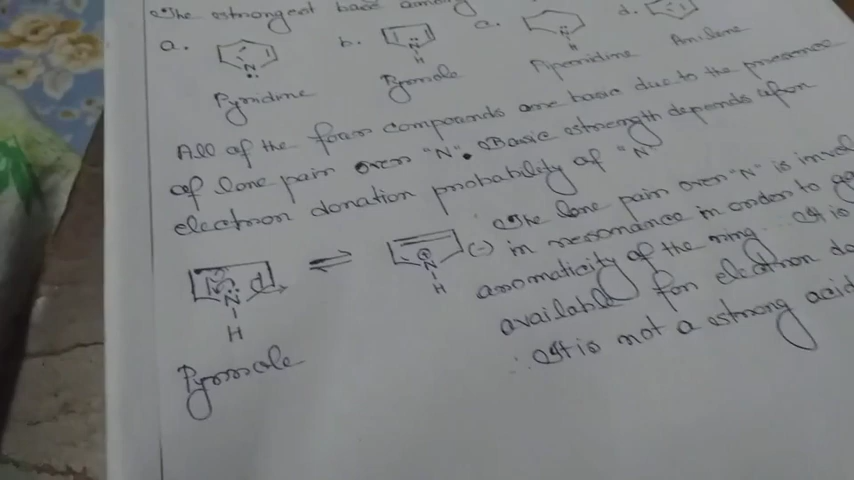 The strongest base among
a. b. c. d.
N N H N H
Pyridine Pyrrole Piperidine Aniline
All of the four compounds are basic due to the presence
of lone pair over "N". Basic strength depends upon
electron donation probability of "N"
The lone pair over "N" is invol
(-) in resonance in order to
aromaticity of the ring. It is
available for electron do
∴ It is not a strong acid
N H ⇌ N H
Pyrrole